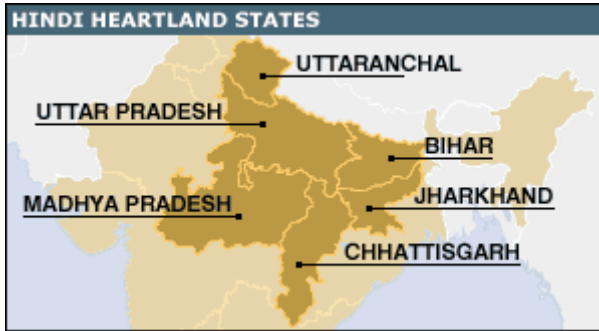 HINDI HEARTLAND STATES
UTTARANCHAL
UTTAR PRADESH
BIHAR
MADHYA PRADESH
JHARKHAND
CHHATTISGARH